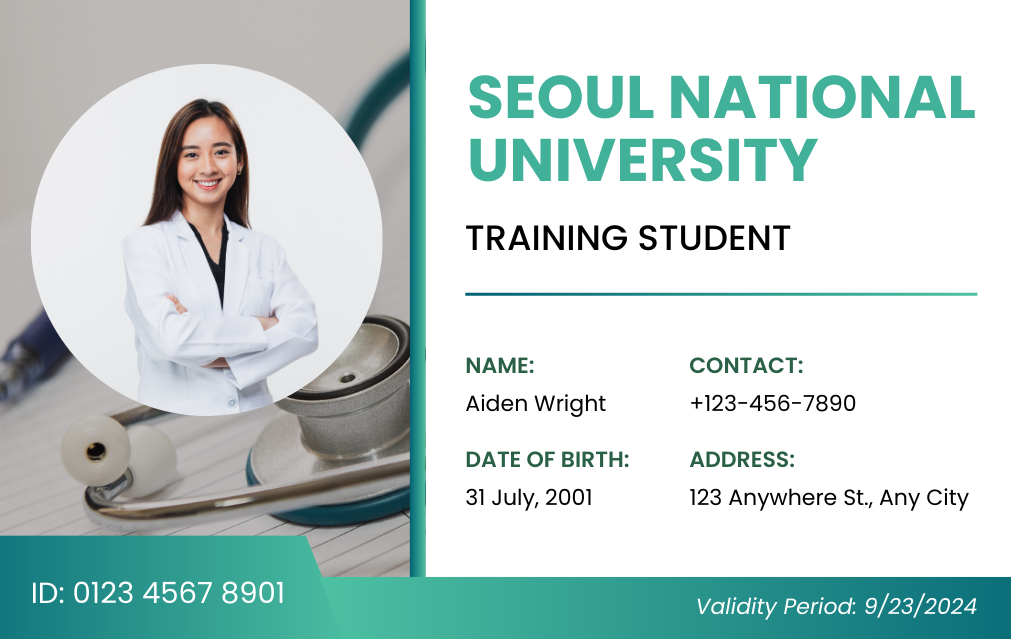 SEOUL NATIONAL
UNIVERSITY
TRAINING STUDENT
NAME:
Aiden Wright
CONTACT:
+123-456-7890
DATE OF BIRTH:
31 July, 2001
ADDRESS:
123 Anywhere St., Any City
ID: 0123 4567 8901
Validity Period: 9/23/2024